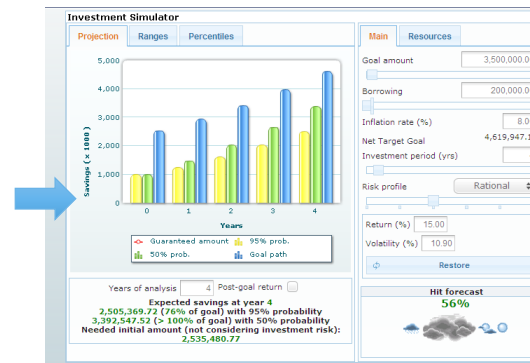 Investment Simulator
Projection Ranges Percentiles
5,000
4,000
3,000
2,000
1,000
0
Savings ( x 1000 )
0 1 2 3 4
Years
Guaranteed amount 95% prob.
50% prob. Goal path
Years of analysis 4 Post-goal return
Expected savings at year 4
2,505,369.72 (76% of goal) with 95% probability
3,392,547.52 (> 100% of goal) with 50% probability
Needed initial amount (not considering investment risk):
2,535,480.77
Main Resources
Goal amount 3,500,000.0
Borrowing 200,000.0
Inflation rate (%) 8.0
Net Target Goal 4,619,947.1
Investment period (yrs)
Risk profile Rational
Return (%) 15.00
Volatility (%) 10.90
Restore
Hit forecast
56%